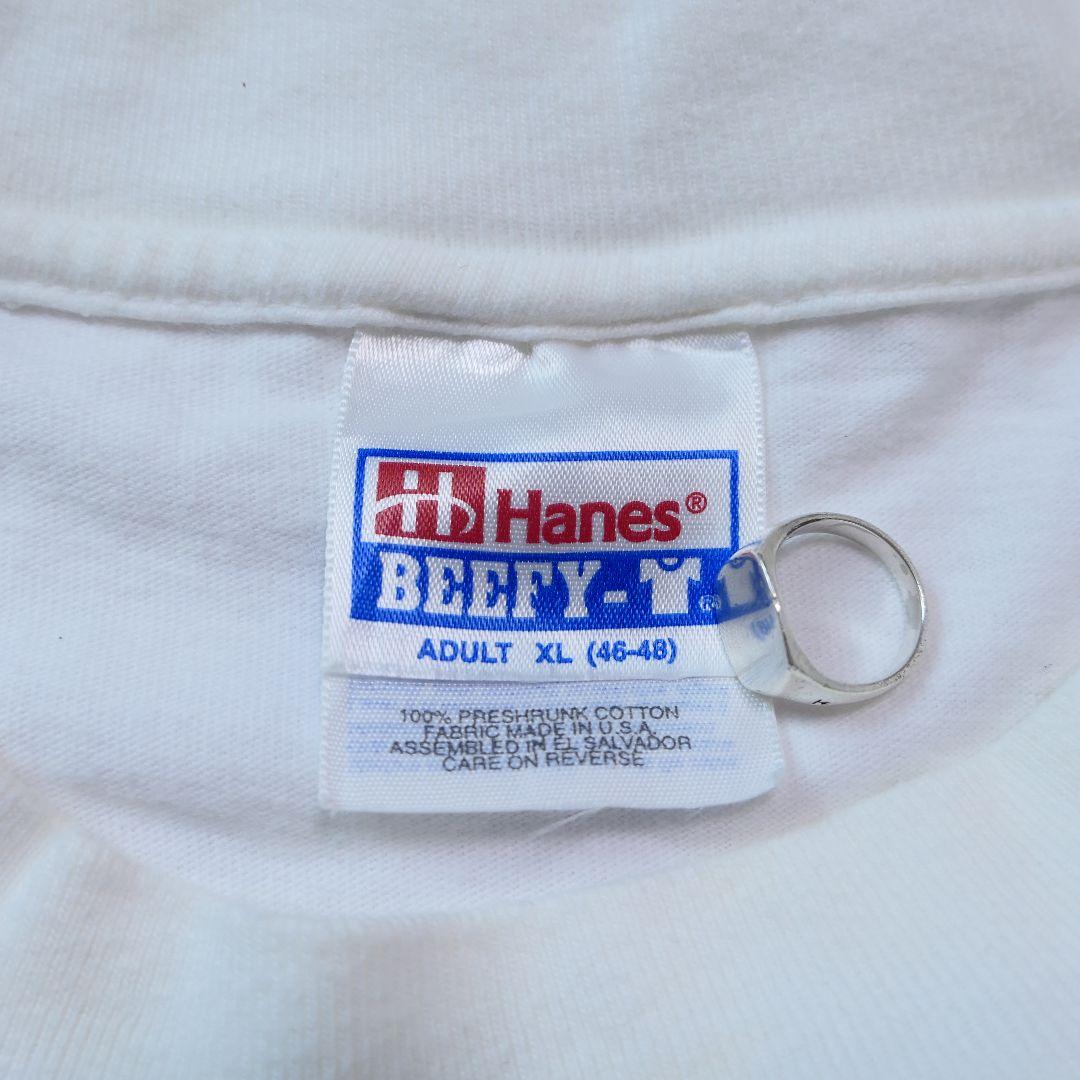 H Hanes®
BEEFY-T®
ADULT XL (46-48)
100% PRESHRUNK COTTON
FABRIC MADE IN U.S.A.
ASSEMBLED IN EL SALVADOR
CARE ON REVERSE